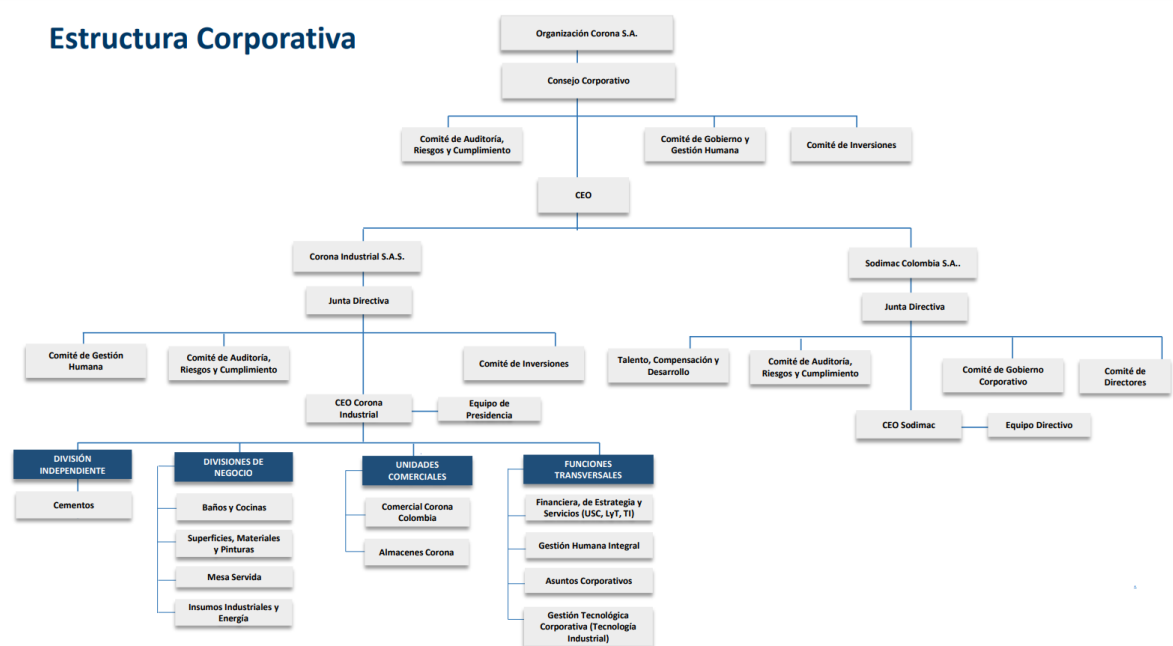 Estructura Corporativa
Organización Corona S.A.
Consejo Corporativo
Comité de Auditoría,
Riesgos y Cumplimiento
Comité de Gobierno y
Gestión Humana
Comité de Inversiones
CEO
Corona Industrial S.A.S.
Sodimac Colombia S.A..
Junta Directiva
Junta Directiva
Comité de Gestión
Humana
Comité de Auditoría,
Riesgos y Cumplimiento
Comité de Inversiones
Talento, Compensación y
Desarrollo
Comité de Auditoría,
Riesgos y Cumplimiento
Comité de Gobierno
Corporativo
Comité de
Directores
CEO Corona
Industrial
Equipo de
Presidencia
CEO Sodimac
Equipo Directivo
DIVISIÓN
INDEPENDIENTE
Cementos
DIVISIONES DE
NEGOCIO
Baños y Cocinas
Superficies, Materiales
y Pinturas
Mesa Servida
Insumos Industriales y
Energía
UNIDADES
COMERCIALES
Comercial Corona
Colombia
Almacenes Corona
FUNCIONES
TRANSVERSALES
Financiera, de Estrategia y
Servicios (USC, LyT, TI)
Gestión Humana Integral
Asuntos Corporativos
Gestión Tecnológica
Corporativa (Tecnología
Industrial)